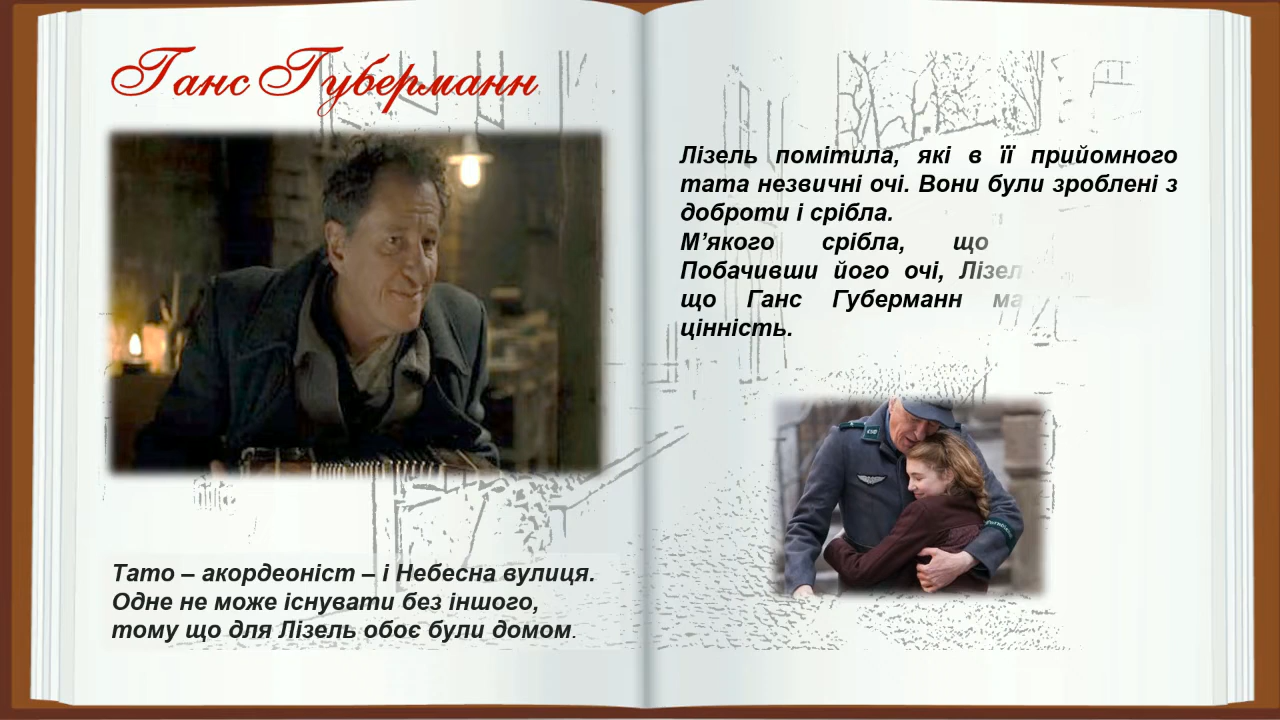 Ганс Губерманн
Лізель помітила, які в її прийомного
тата незвичні очі. Вони були зроблені з
доброти і срібла.
М’якого срібла, що
Побачивши його очі,
що Ганс Губерманн
цінність.
Тато – акордеоніст – і Небесна вулиця.
Одне не може існувати без іншого,
тому що для Лізель обоє були домом.